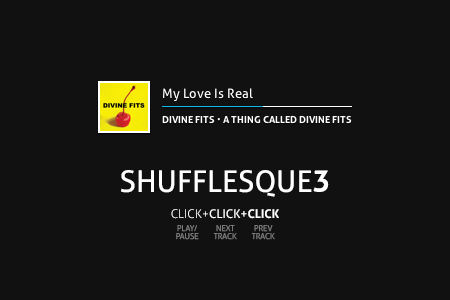 DIVINE FITS
My Love Is Real
DIVINE FITS • A THING CALLED DIVINE FITS
SHUFFLESQUE3
CLICK+CLICK+CLICK
PLAY/ NEXT PREV
PAUSE TRACK TRACK